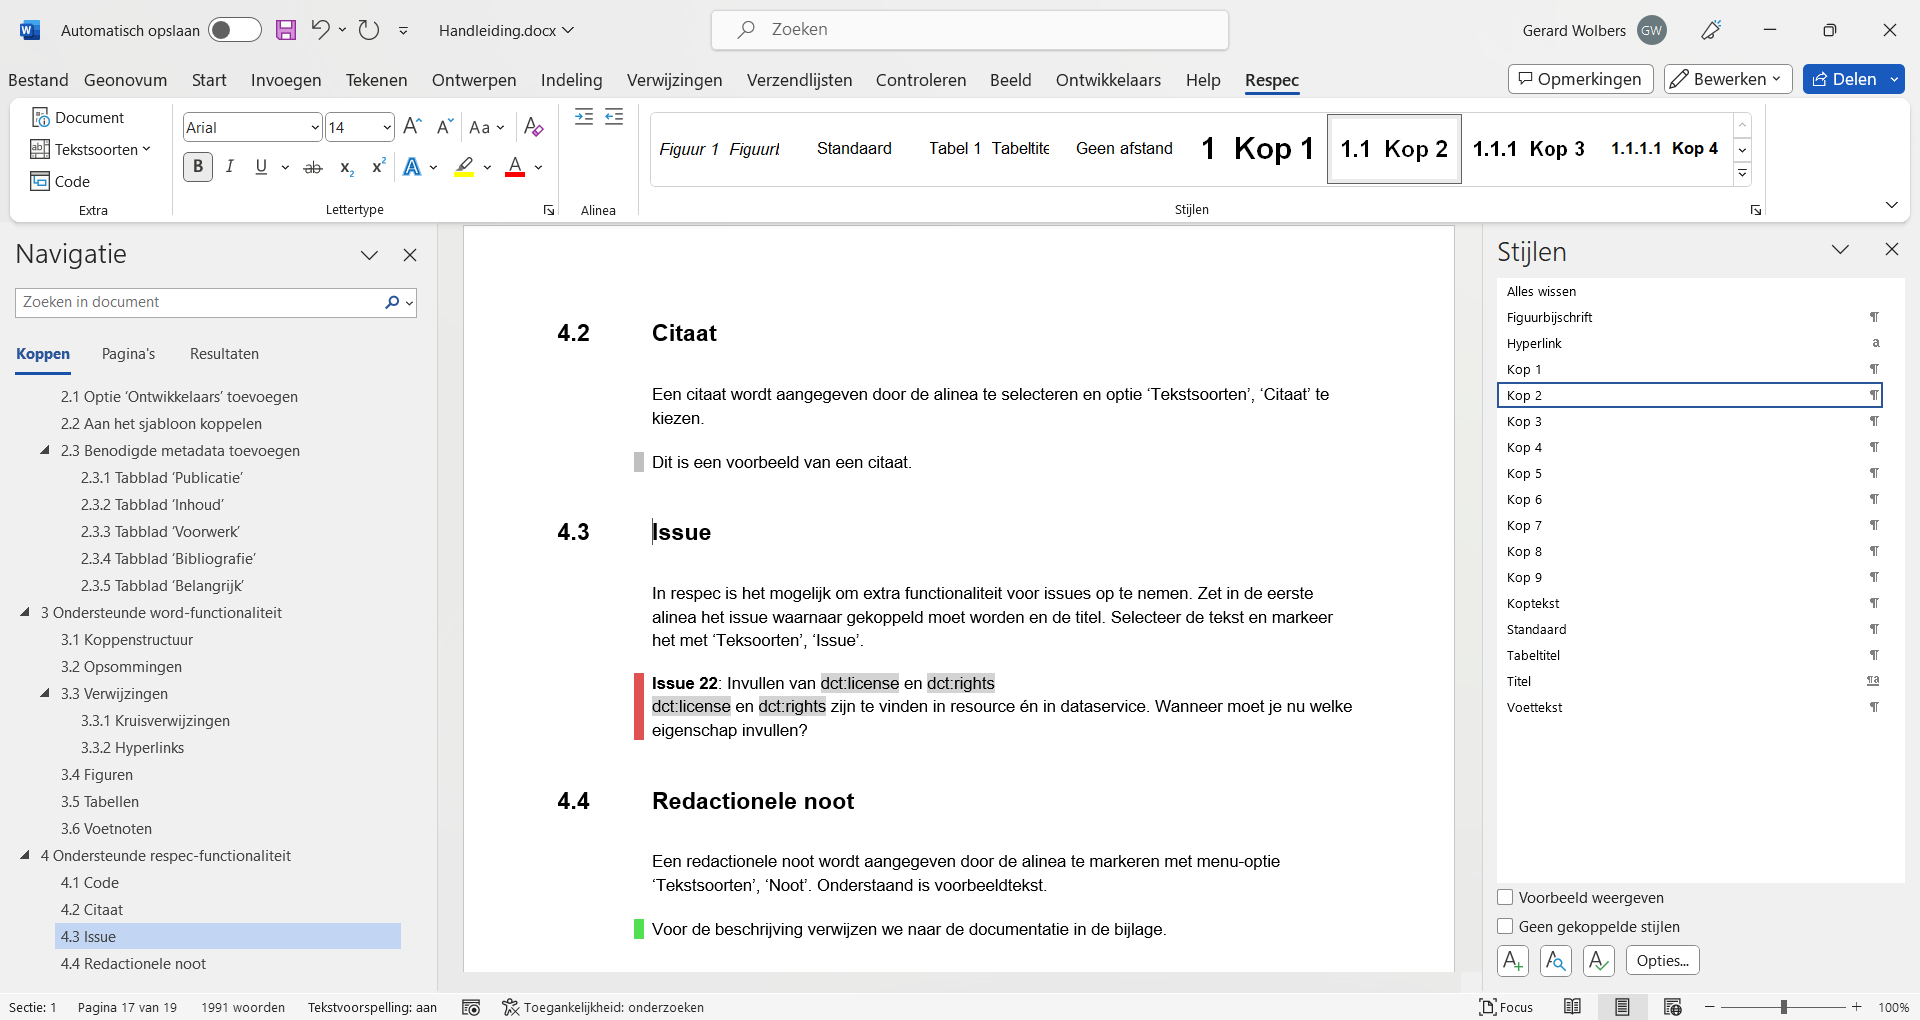 Automatisch opslaan
Handleiding.docx
Zoeken
Gerard Wolbers GW
Bestand Geonovum Start Invoegen Tekenen Ontwerpen Indeling Verwijzingen Verzendlijsten Controleren Beeld Ontwikkelaars Help Respec
Opmerkingen Bewerken Delen
Document
Tekstsoorten
Code
Extra
Arial 14
Lettertype
Alinea
Figuur 1 Figuurb
Standaard
Tabel 1 Tabeltite
Geen afstand
1 Kop 1
1.1 Kop 2
1.1.1 Kop 3
1.1.1.1 Kop 4
Stijlen
Navigatie
Zoeken in document
Koppen Pagina's Resultaten
2.1 Optie ‘Ontwikkelaars’ toevoegen
2.2 Aan het sjabloon koppelen
2.3 Benodigde metadata toevoegen
2.3.1 Tabblad ‘Publicatie’
2.3.2 Tabblad ‘Inhoud’
2.3.3 Tabblad ‘Voorwerk’
2.3.4 Tabblad ‘Bibliografie’
2.3.5 Tabblad ‘Belangrijk’
3 Ondersteunde word-functionaliteit
3.1 Koppenstructuur
3.2 Opsommingen
3.3 Verwijzingen
3.3.1 Kruisverwijzingen
3.3.2 Hyperlinks
3.4 Figuren
3.5 Tabellen
3.6 Voetnoten
4 Ondersteunde respec-functionaliteit
4.1 Code
4.2 Citaat
4.3 Issue
4.4 Redactionele noot
4.2 Citaat
Een citaat wordt aangegeven door de alinea te selecteren en optie ‘Tekstsoorten’, ‘Citaat’ te
kiezen.
Dit is een voorbeeld van een citaat.
4.3 Issue
In respec is het mogelijk om extra functionaliteit voor issues op te nemen. Zet in de eerste
alinea het issue waarnaar gekoppeld moet worden en de titel. Selecteer de tekst en markeer
het met ‘Teksoorten’, ‘Issue’.
Issue 22: Invullen van dct:license en dct:rights
dct:license en dct:rights zijn te vinden in resource én in dataservice. Wanneer moet je nu welke
eigenschap invullen?
4.4 Redactionele noot
Een redactionele noot wordt aangegeven door de alinea te markeren met menu-optie
‘Tekstsoorten’, ‘Noot’. Onderstaand is voorbeeldtekst.
Voor de beschrijving verwijzen we naar de documentatie in de bijlage.
Stijlen
Alles wissen
Figuurbijschrift
Hyperlink
Kop 1
Kop 2
Kop 3
Kop 4
Kop 5
Kop 6
Kop 7
Kop 8
Kop 9
Koptekst
Standaard
Tabeltitel
Titel
Voettekst
Voorbeeld weergeven
Geen gekoppelde stijlen
Opties...
Sectie: 1 Pagina 17 van 19 1991 woorden Tekstvoorspelling: aan Toegankelijkheid: onderzoeken
Focus 100%